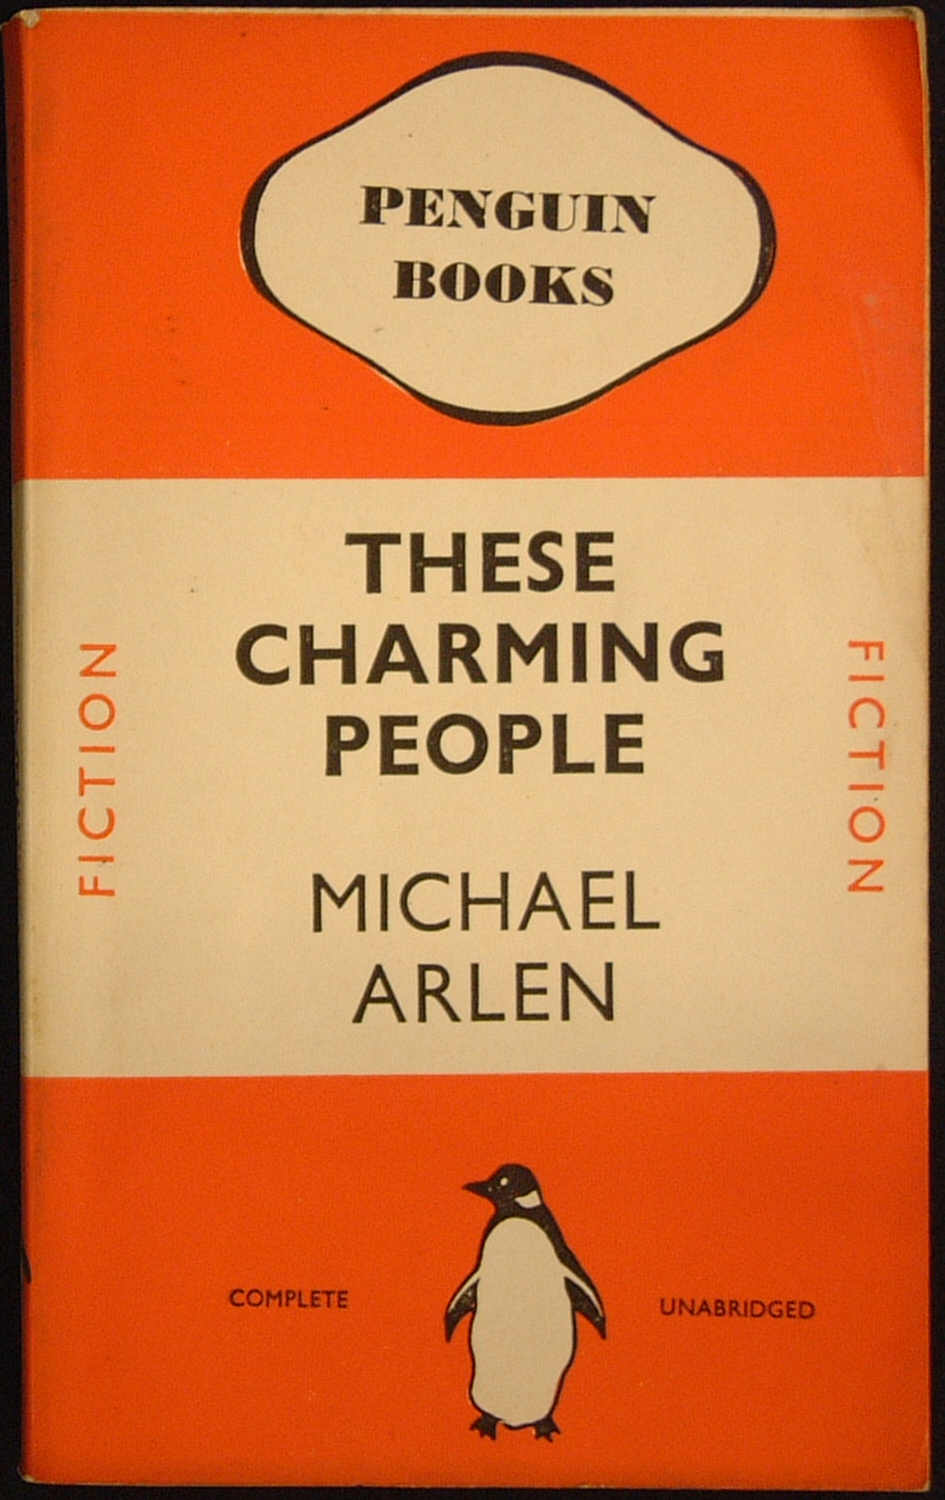 PENGUIN
BOOKS
THESE
CHARMING
PEOPLE
FICTION
FICTION
MICHAEL
ARLEN
COMPLETE
UNABRIDGED